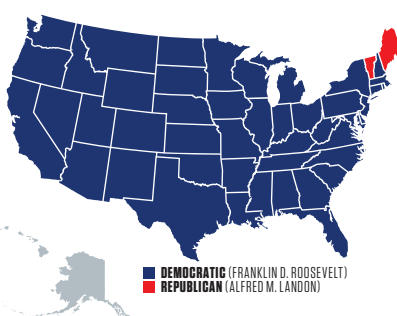 DEMOCRATIC (FRANKLIN D. ROOSEVELT)
REPUBLICAN (ALFRED M. LANDON)